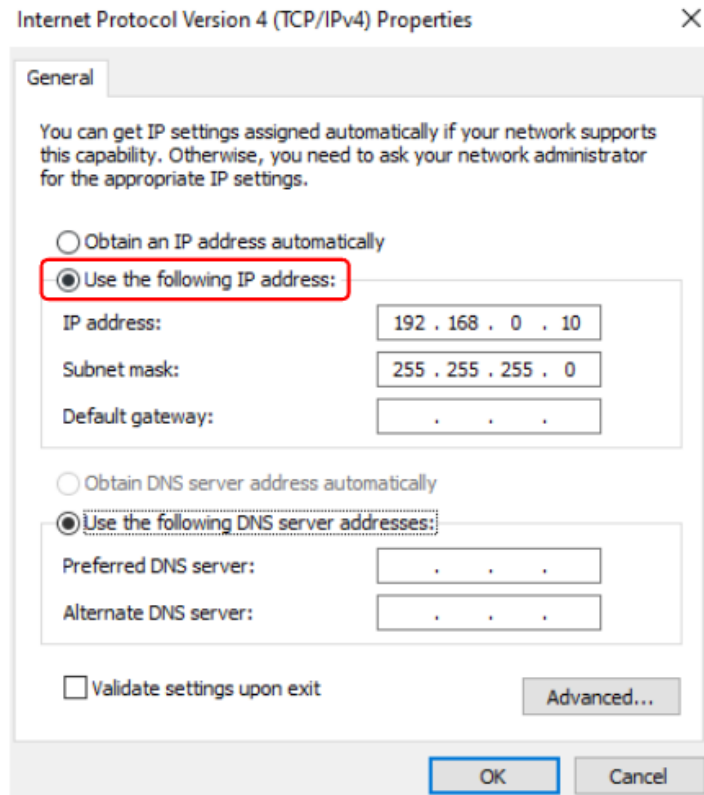 Internet Protocol Version 4 (TCP/IPv4) Properties
General
You can get IP settings assigned automatically if your network supports
this capability. Otherwise, you need to ask your network administrator
for the appropriate IP settings.
Obtain an IP address automatically
Use the following IP address:
IP address: 192 . 168 . 0 . 10
Subnet mask: 255 . 255 . 255 . 0
Default gateway: . . .
Obtain DNS server address automatically
Use the following DNS server addresses:
Preferred DNS server: . . .
Alternate DNS server: . . .
Validate settings upon exit
Advanced...
OK Cancel